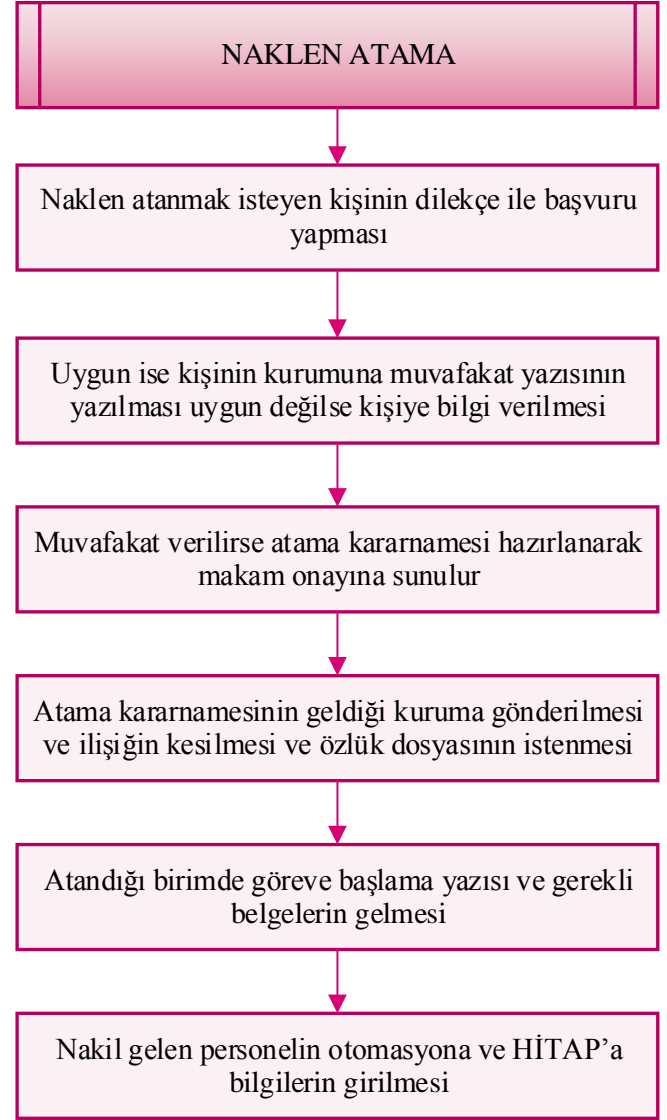 NAKLEN ATAMA
Naklen atanmak isteyen kişinin dilekçe ile başvuru
yapması
Uygun ise kişinin kurumuna muvafakat yazısının
yazılması uygun değilse kişiye bilgi verilmesi
Muvafakat verilirse atama kararnamesi hazırlanarak
makam onayına sunulur
Atama kararnamesinin geldiği kuruma gönderilmesi
ve ilişiğin kesilmesi ve özlük dosyasının istenmesi
Atandığı birimde göreve başlama yazısı ve gerekli
belgelerin gelmesi
Nakil gelen personelin otomasyona ve HİTAP’a
bilgilerin girilmesi